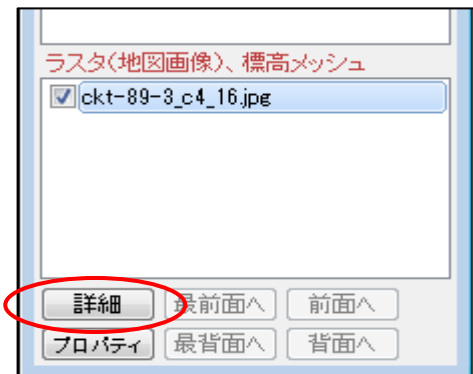 ラスタ(地図画像)、標高メッシュ
ckt-89-3_c4_16.jpg
詳細 最前面へ 前面へ
プロパティ 最背面へ 背面へ